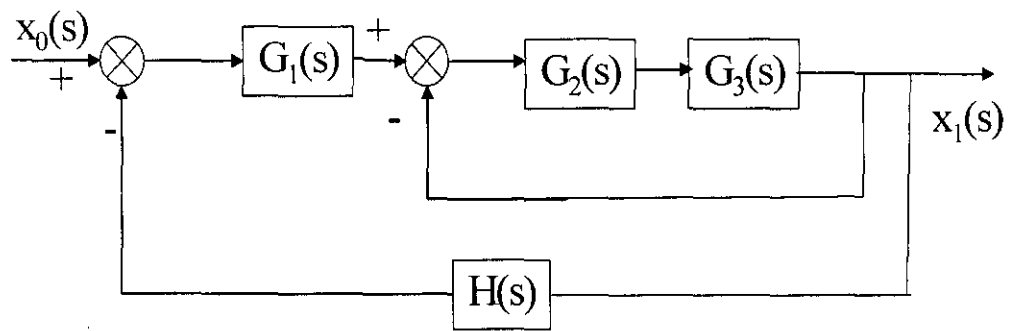 x₀(s)
+
-
G₁(s)
+
-
G₂(s)
G₃(s)
x₁(s)
H(s)